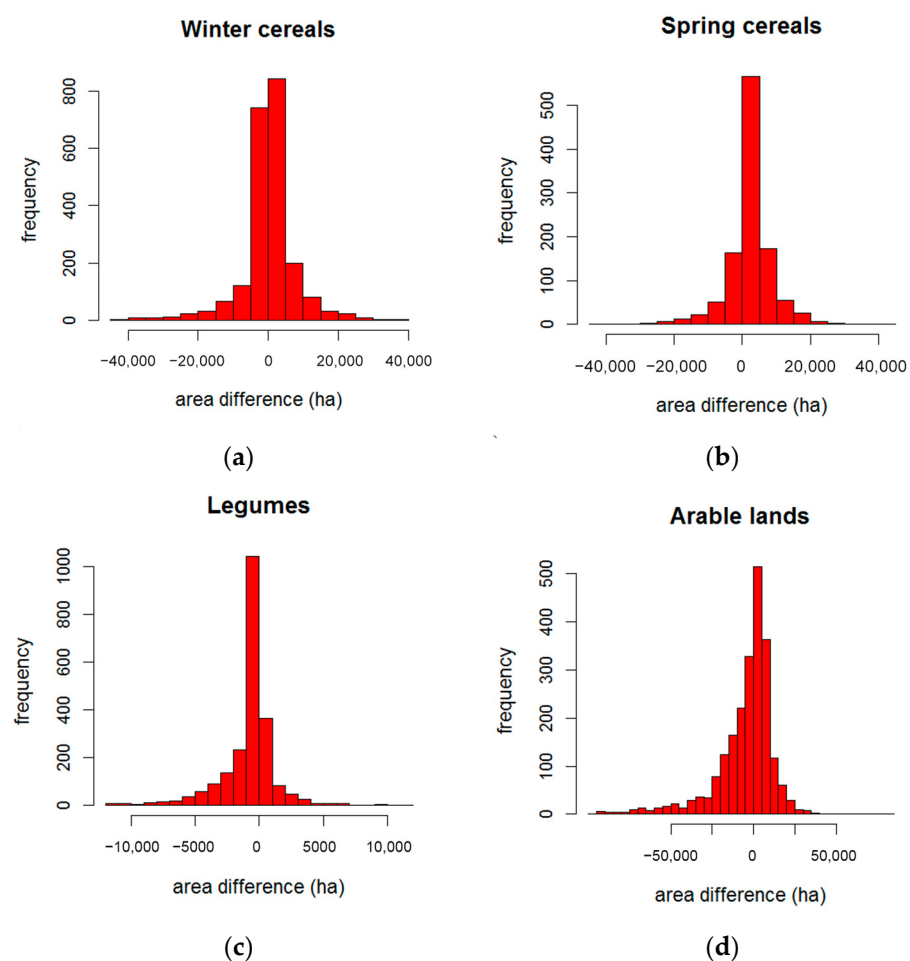 Winter cereals
frequency
0 200 400 600 800
−40,000 −20,000 0 20,000 40,000
area difference (ha)
(a)
Spring cereals
frequency
0 100 200 300 400 500
−40,000 −20,000 0 20,000 40,000
area difference (ha)
(b)
Legumes
frequency
0 200 400 600 800 1000
−10,000 −5000 0 5000 10,000
area difference (ha)
(c)
Arable lands
frequency
0 100 200 300 400 500
−50,000 0 50,000
area difference (ha)
(d)